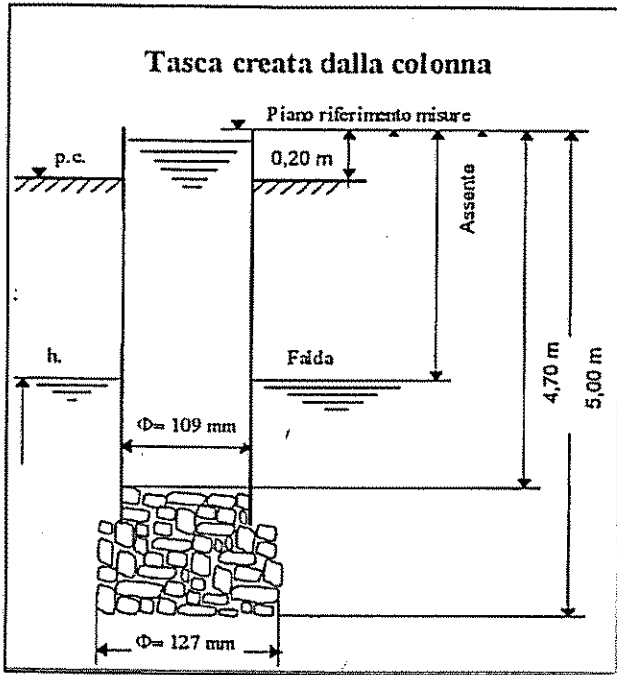 Tasca creata dalla colonna
Piano riferimento misure
p.c.
0,20 m
Assente
h.
Falda
4,70 m
5,00 m
Φ= 109 mm
Φ= 127 mm